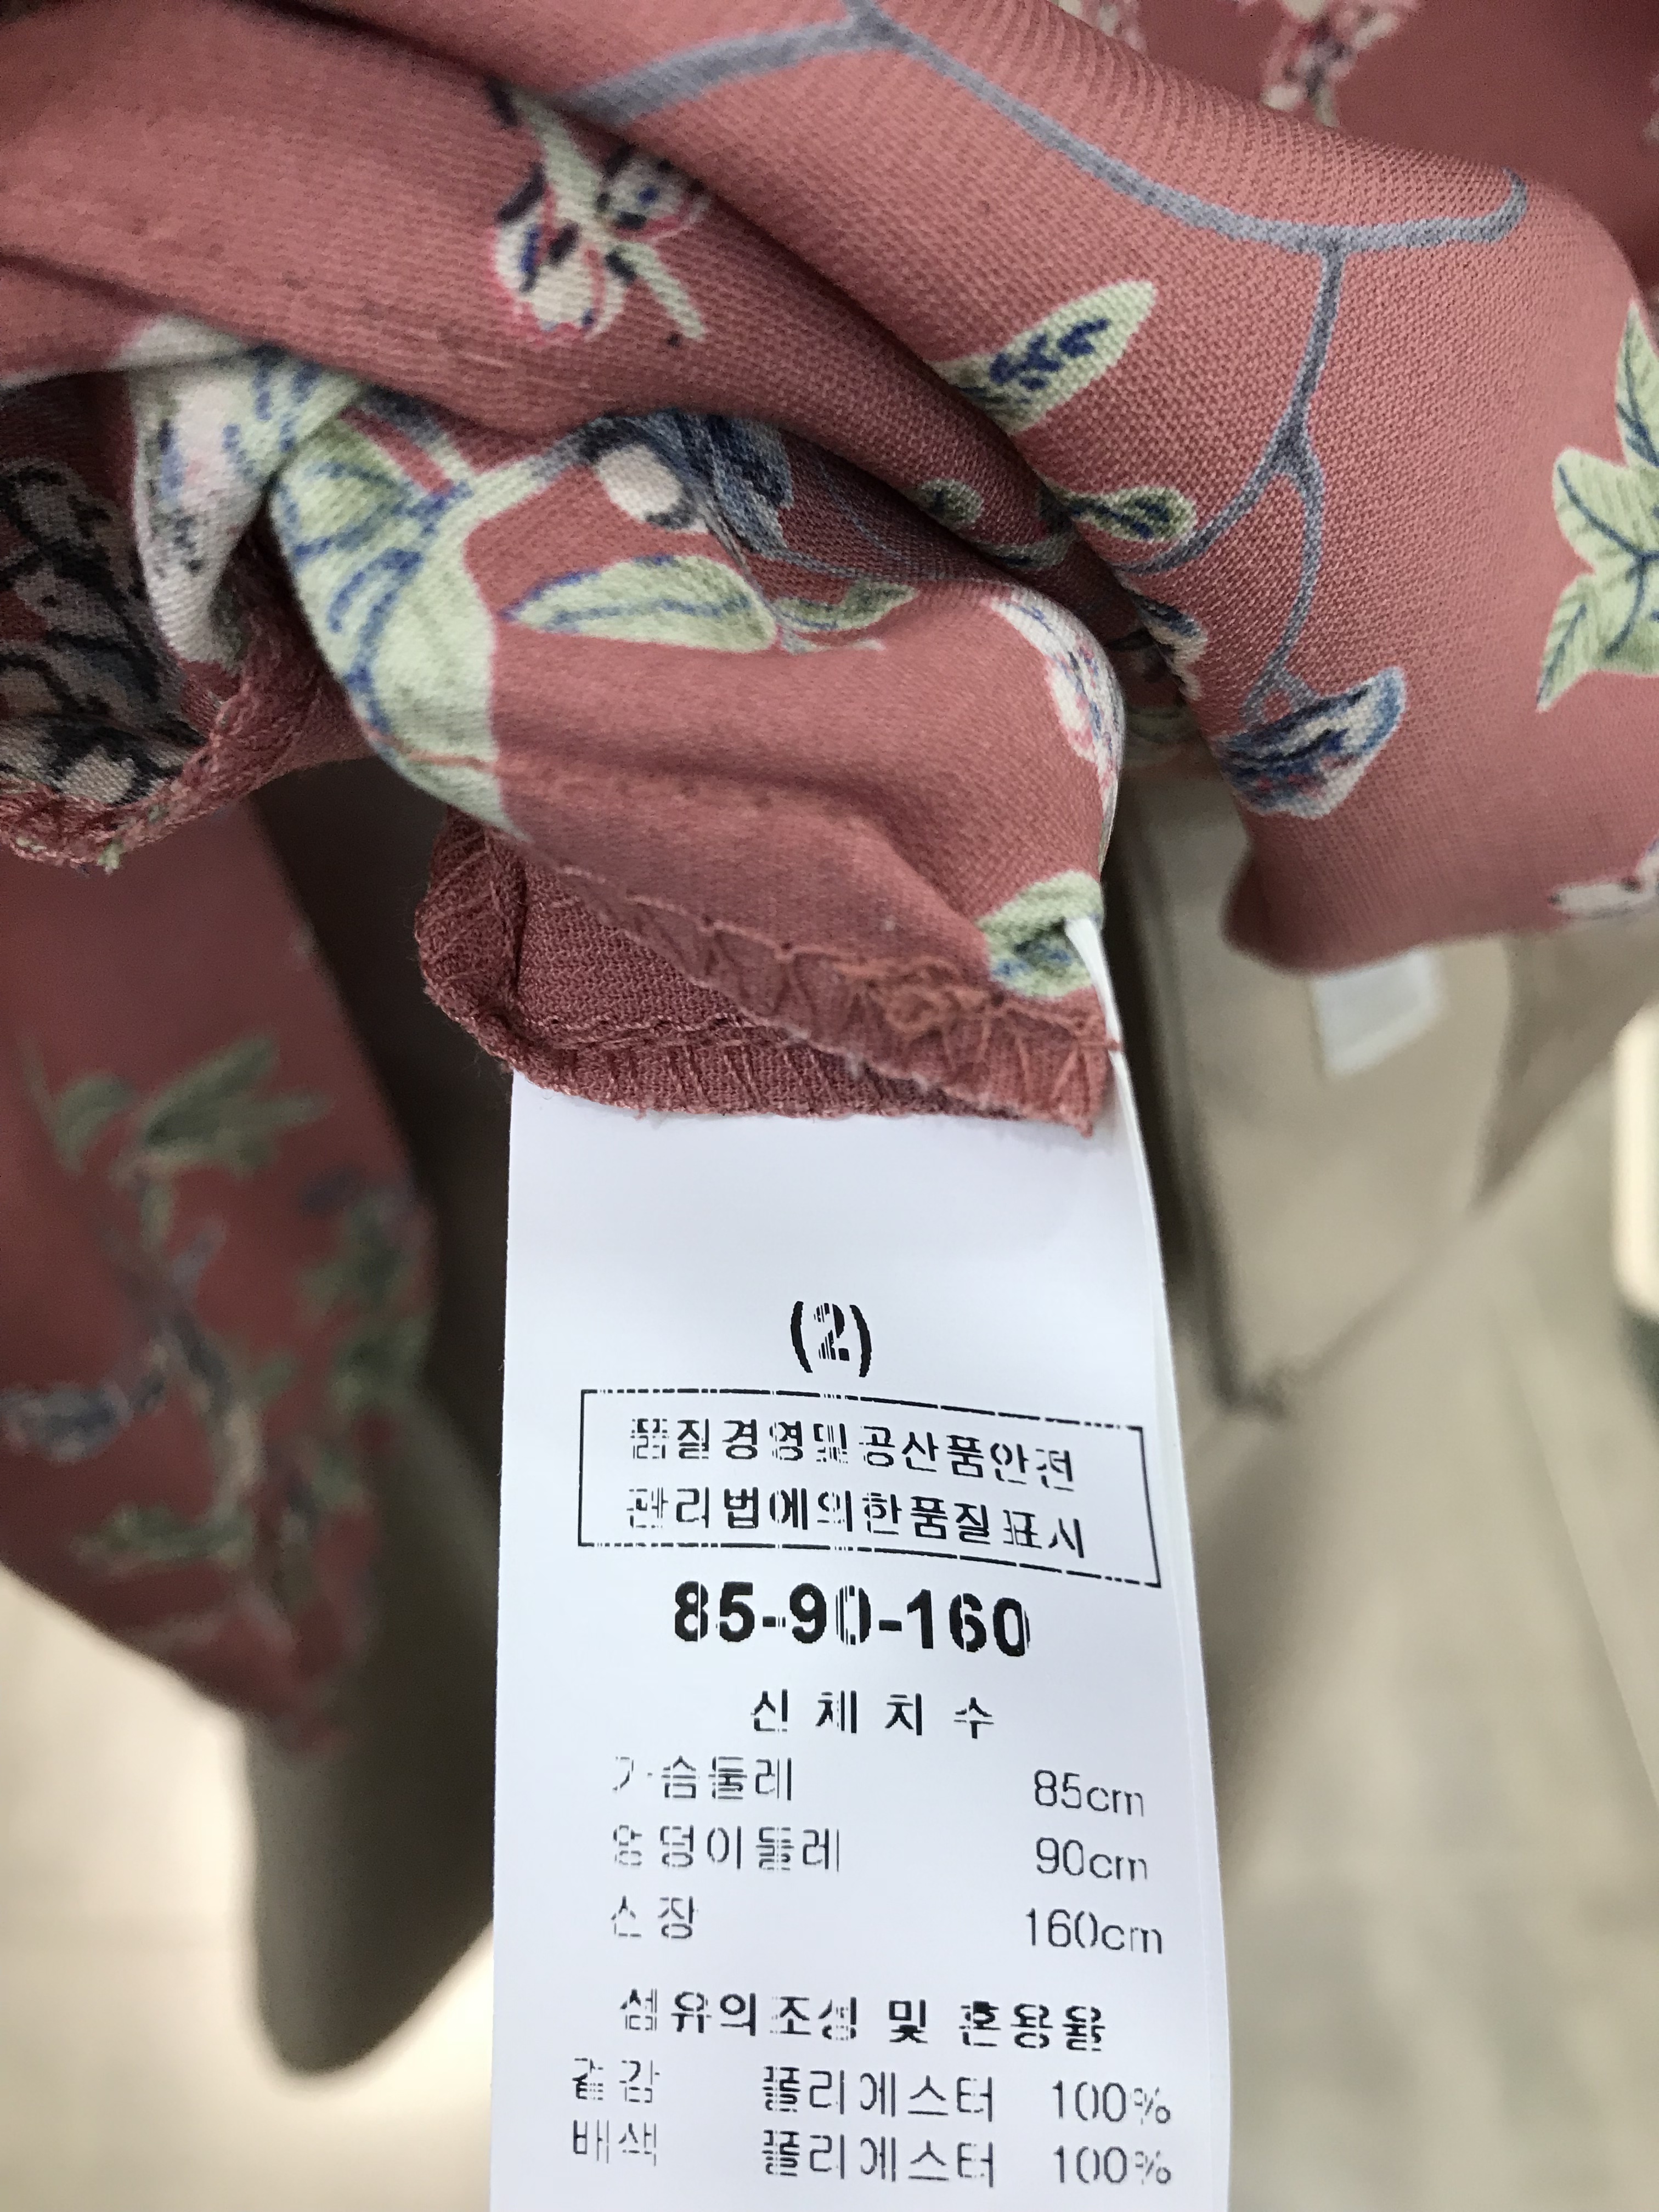 (2)
품질경영및공산품안전
관리법에의한품질표시
85-90-160
신체치수
가슴둘레 85cm
엉덩이둘레 90cm
신장 160cm
섬유의조성 및 혼용율
겉감 폴리에스터 100%
배색 폴리에스터 100%